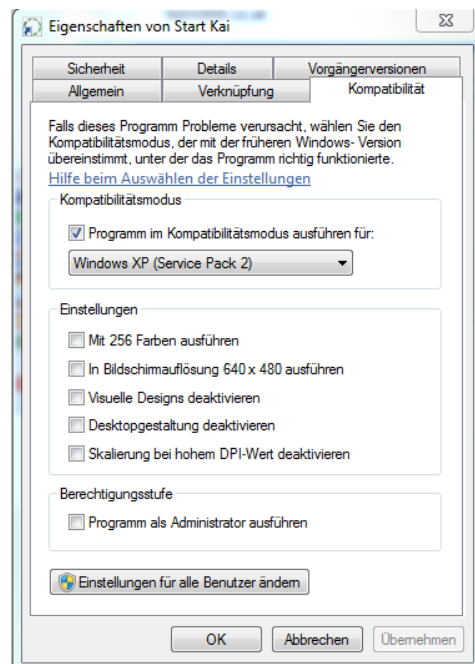 Eigenschaften von Start Kai
Sicherheit
Details
Vorgängerversionen
Allgemein
Verknüpfung
Kompatibilität
Falls dieses Programm Probleme verursacht, wählen Sie den
Kompatibilitätsmodus, der mit der früheren Windows- Version
übereinstimmt, unter der das Programm richtig funktionierte.
Hilfe beim Auswählen der Einstellungen
Kompatibilitätsmodus
Programm im Kompatibilitätsmodus ausführen für:
Windows XP (Service Pack 2)
Einstellungen
Mit 256 Farben ausführen
In Bildschirmauflösung 640 x 480 ausführen
Visuelle Designs deaktivieren
Desktopgestaltung deaktivieren
Skalierung bei hohem DPI-Wert deaktivieren
Berechtigungsstufe
Programm als Administrator ausführen
Einstellungen für alle Benutzer ändern
OK
Abbrechen
Übernehmen